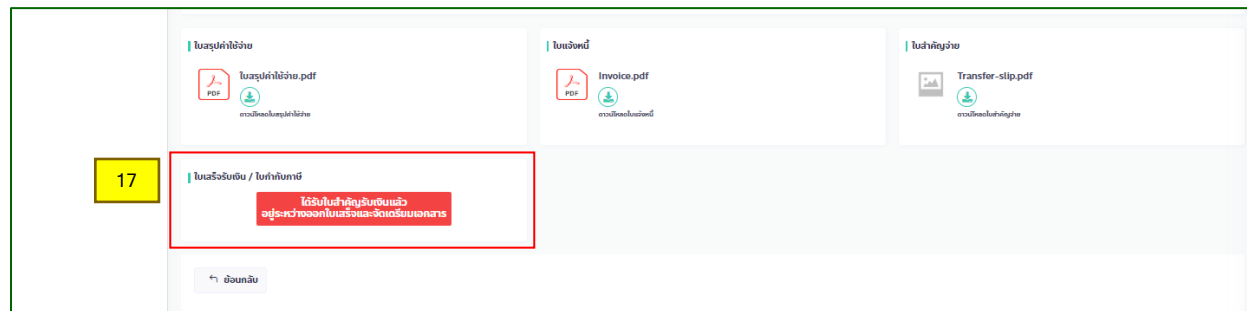 ใบสรุปค่าใช้จ่าย
ใบแจ้งหนี้
ใบสำคัญจ่าย
PDF
ใบสรุปค่าใช้จ่าย.pdf
ดาวน์โหลดใบสรุปค่าใช้จ่าย
PDF
Invoice.pdf
ดาวน์โหลดใบแจ้งหนี้
Transfer-slip.pdf
ดาวน์โหลดใบสำคัญจ่าย
17
ใบเสร็จรับเงิน / ใบกำกับภาษี
ได้รับใบสำคัญรับเงินแล้ว
อยู่ระหว่างออกใบเสร็จและจัดเตรียมเอกสาร
ย้อนกลับ